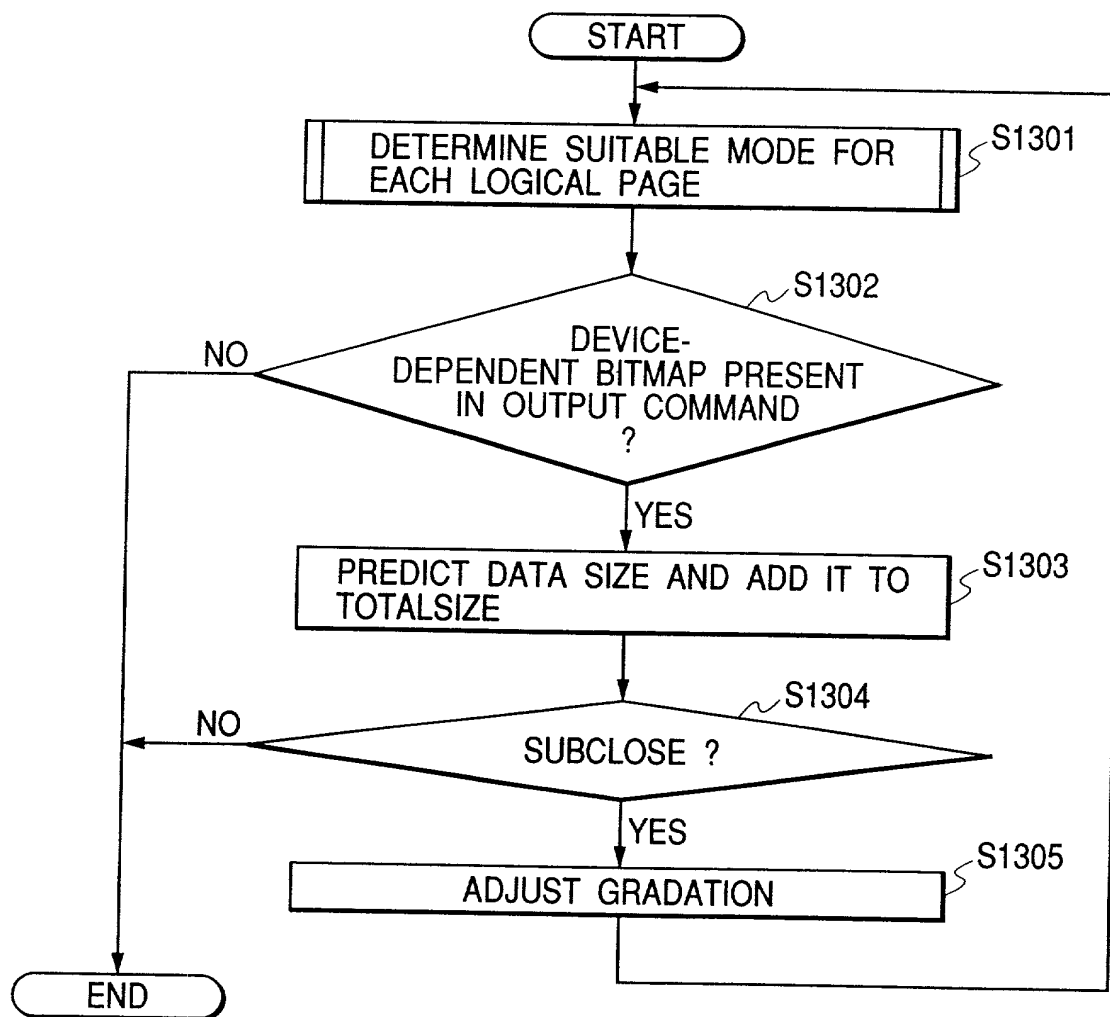 START
DETERMINE SUITABLE MODE FOR
EACH LOGICAL PAGE
S1301
S1302
DEVICE-
DEPENDENT BITMAP PRESENT
IN OUTPUT COMMAND
?
NO
YES
PREDICT DATA SIZE AND ADD IT TO
TOTALSIZE
S1303
S1304
NO
SUBCLOSE ?
YES
S1305
ADJUST GRADATION
END